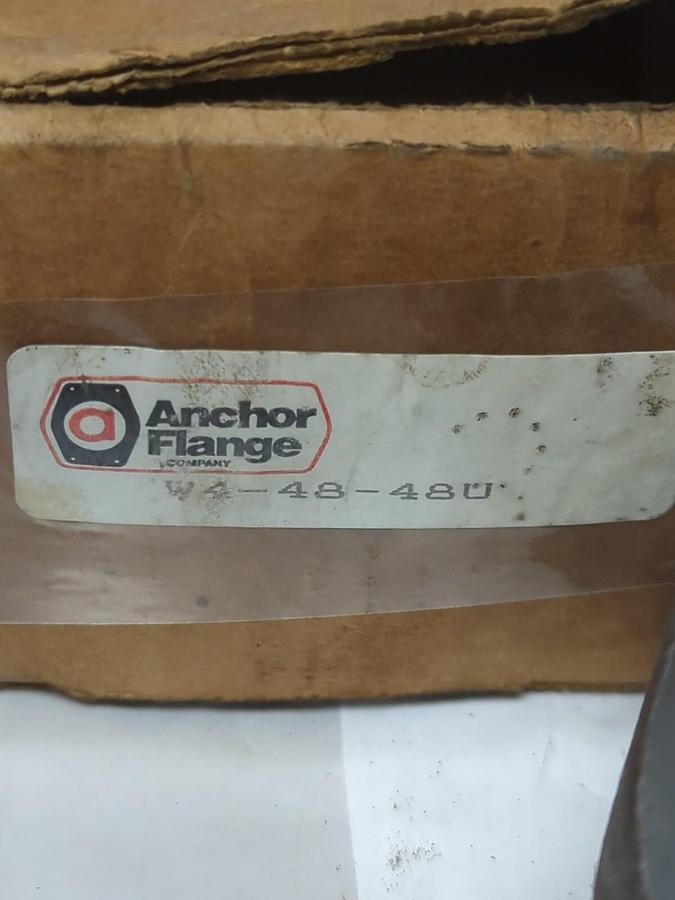 a Anchor
Flange
COMPANY
W4-48-48U